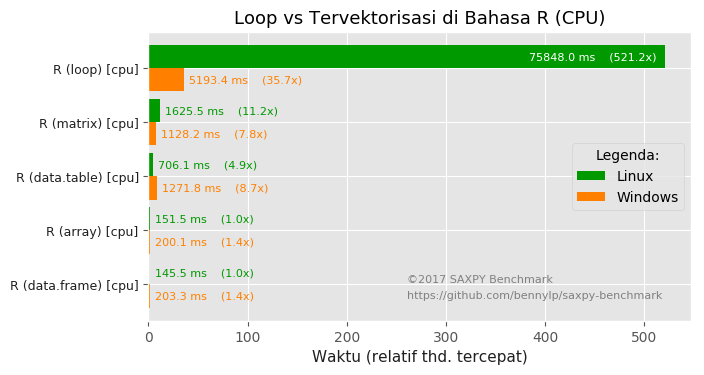 Loop vs Tervektorisasi di Bahasa R (CPU)
R (loop) [cpu]
75848.0 ms (521.2x)
5193.4 ms (35.7x)
R (matrix) [cpu]
1625.5 ms (11.2x)
1128.2 ms (7.8x)
R (data.table) [cpu]
706.1 ms (4.9x)
1271.8 ms (8.7x)
R (array) [cpu]
151.5 ms (1.0x)
200.1 ms (1.4x)
R (data.frame) [cpu]
145.5 ms (1.0x)
203.3 ms (1.4x)
Legenda:
Linux
Windows
©2017 SAXPY Benchmark
https://github.com/bennylp/saxpy-benchmark
0 100 200 300 400 500
Waktu (relatif thd. tercepat)